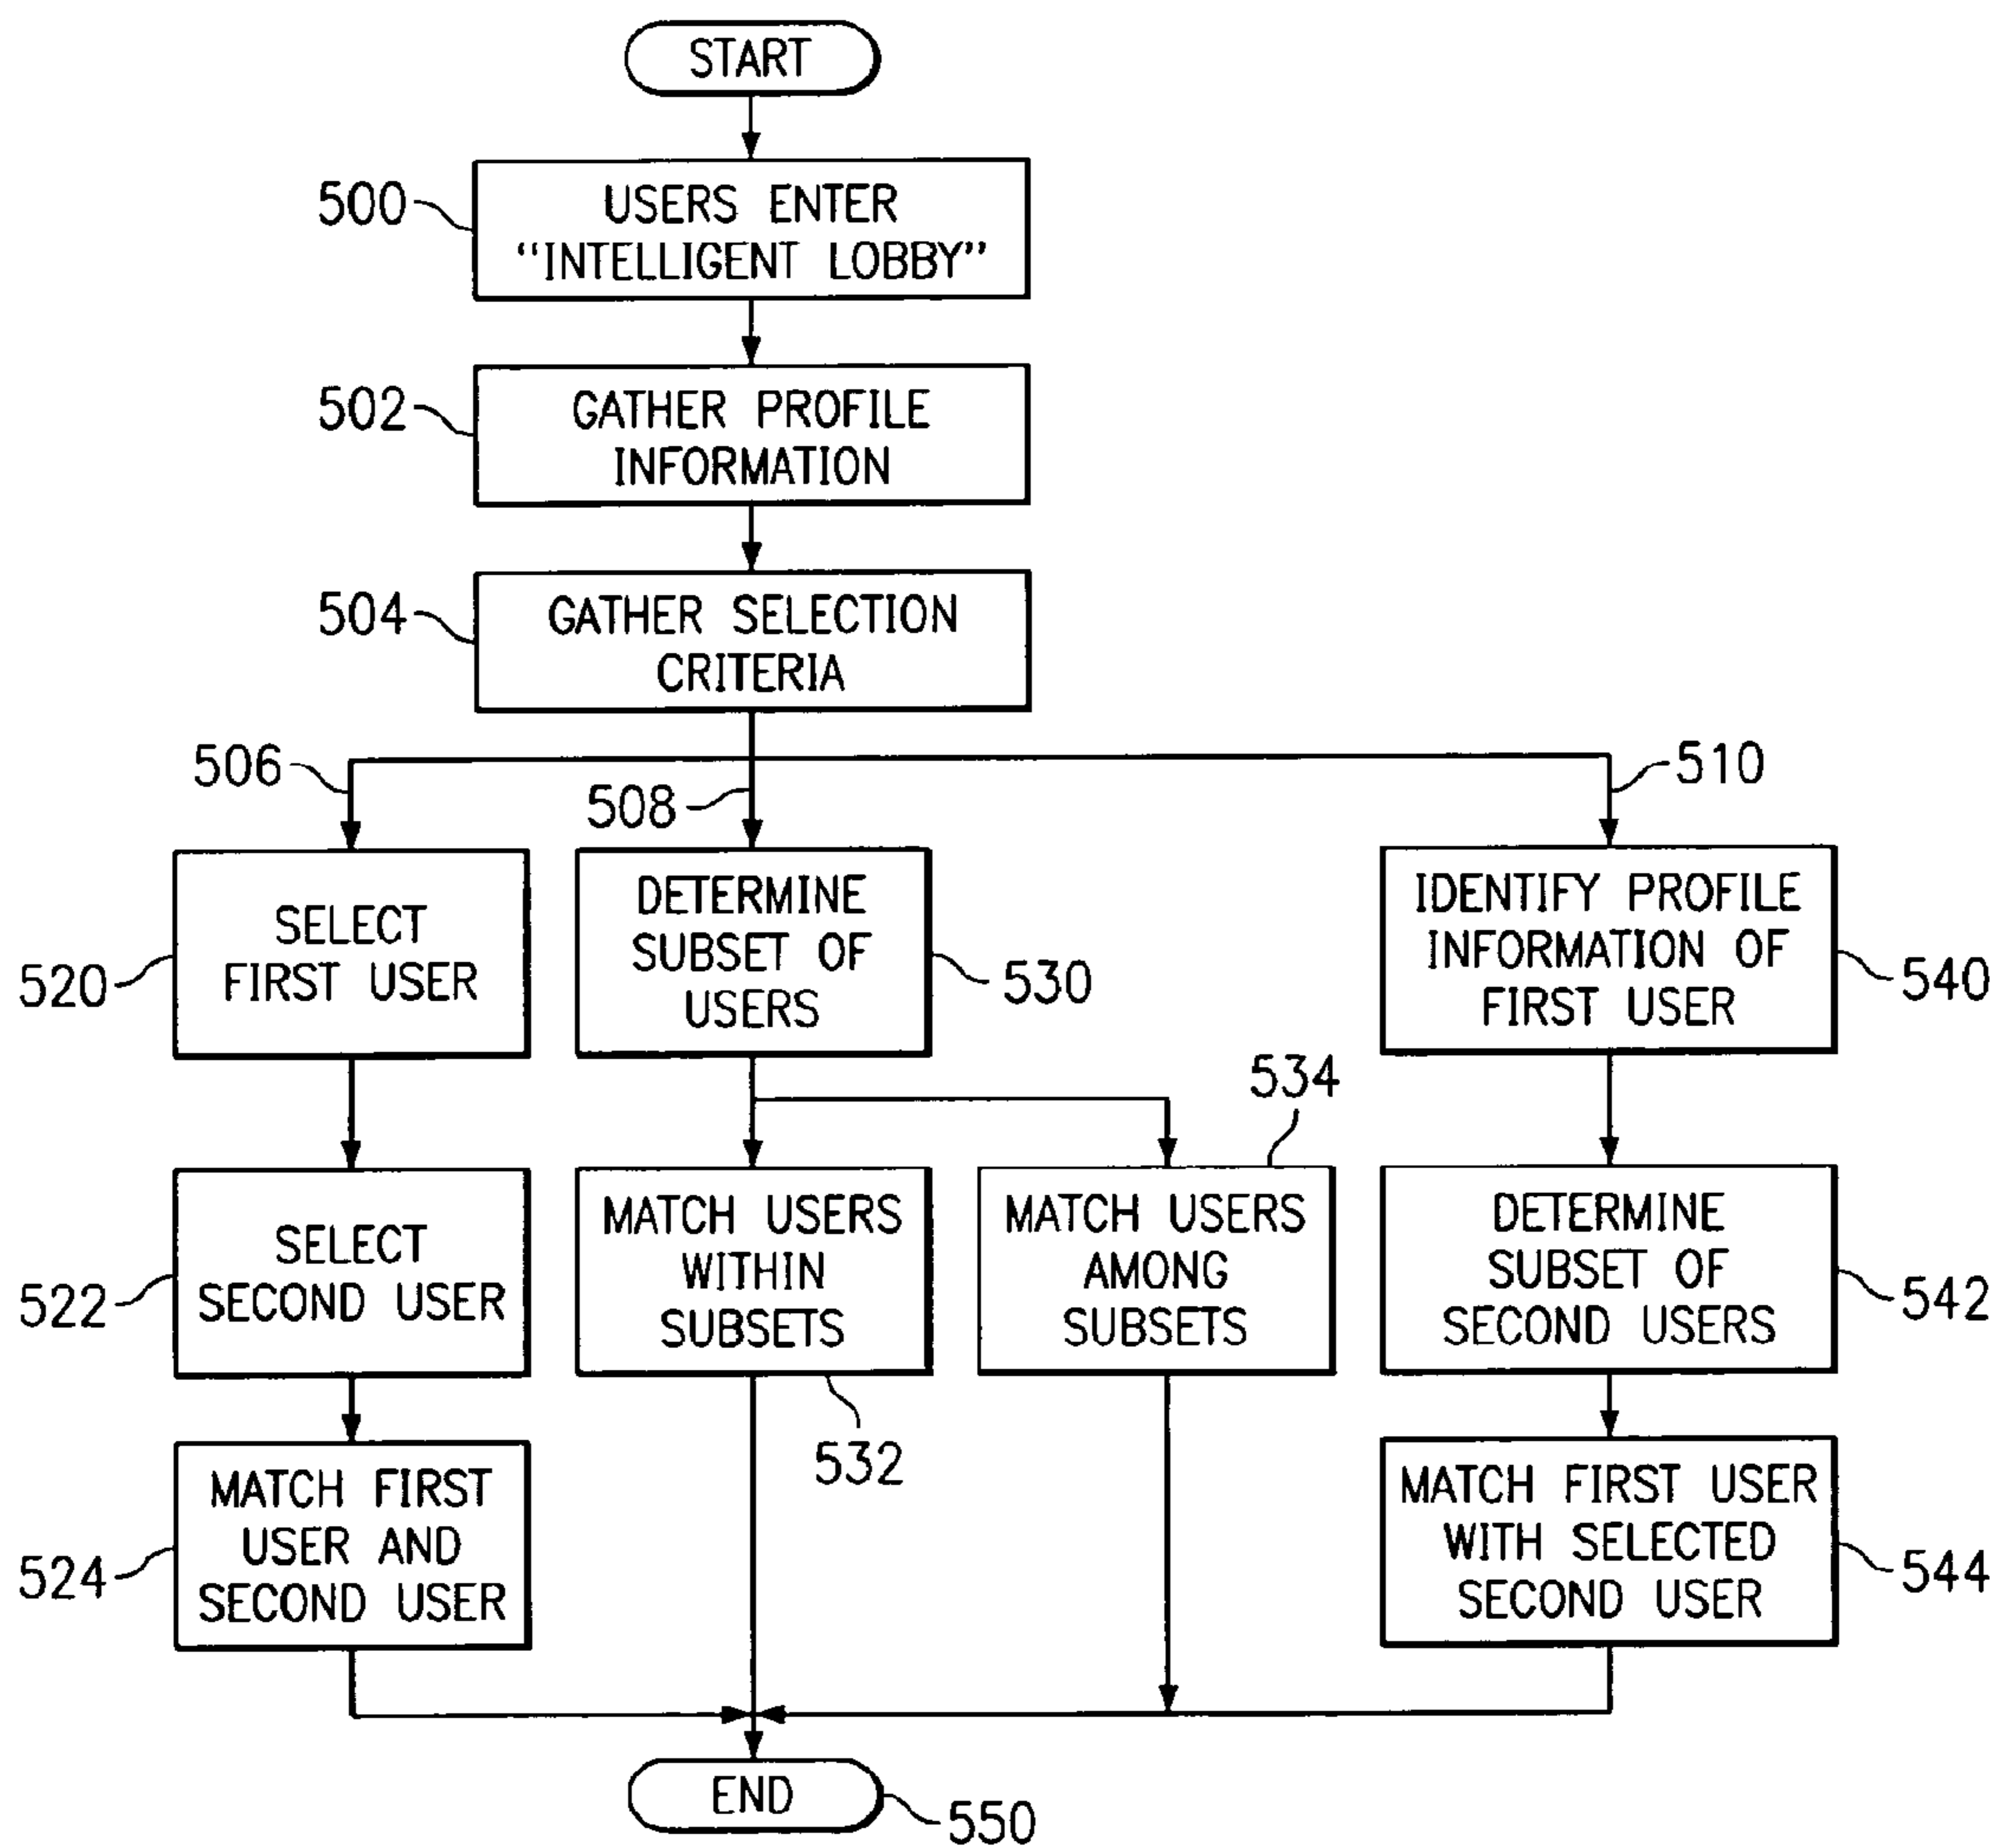 START
500
USERS ENTER
“INTELLIGENT LOBBY”
502
GATHER PROFILE
INFORMATION
504
GATHER SELECTION
CRITERIA
506
508
510
SELECT
FIRST USER
520
DETERMINE
SUBSET OF
USERS
530
IDENTIFY PROFILE
INFORMATION OF
FIRST USER
540
534
SELECT
SECOND USER
522
MATCH USERS
WITHIN
SUBSETS
532
MATCH USERS
AMONG
SUBSETS
DETERMINE
SUBSET OF
SECOND USERS
542
MATCH FIRST
USER AND
SECOND USER
524
MATCH FIRST USER
WITH SELECTED
SECOND USER
544
END
550